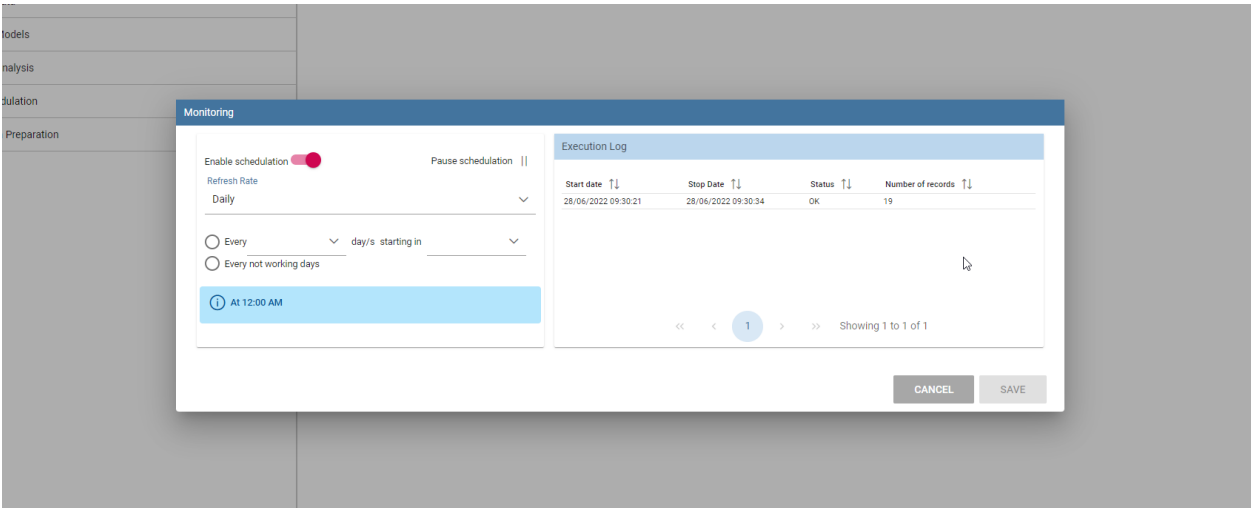 Models
Analysis
dulation
Preparation
Monitoring
Enable schedulation
Pause schedulation
Refresh Rate
Daily
Every day/s starting in
Every not working days
At 12:00 AM
Execution Log
Start date Stop Date Status Number of records
28/06/2022 09:30:21 28/06/2022 09:30:34 OK 19
« < 1 > » Showing 1 to 1 of 1
CANCEL SAVE